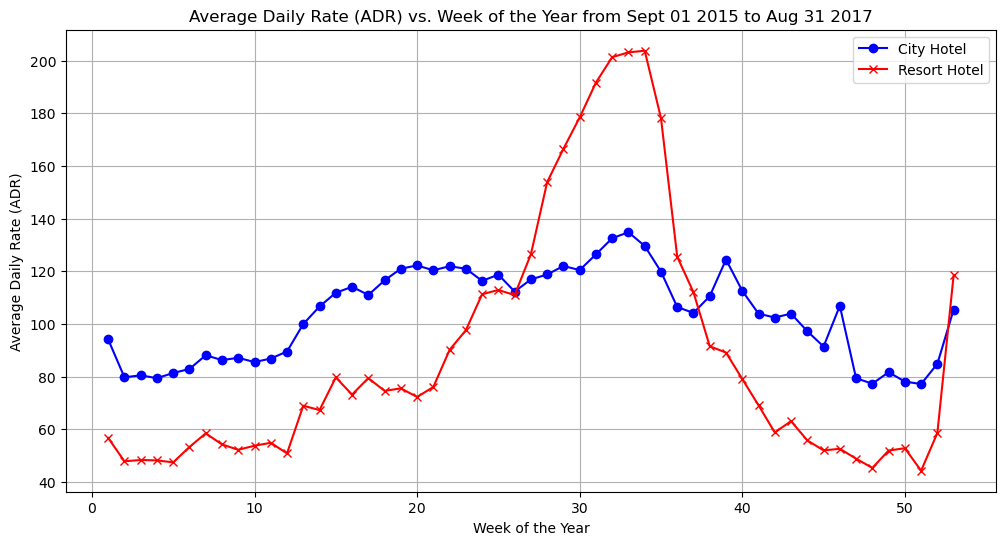 Average Daily Rate (ADR) vs. Week of the Year from Sept 01 2015 to Aug 31 2017
City Hotel
Resort Hotel
Average Daily Rate (ADR)
200
180
160
140
120
100
80
60
40
0 10 20 30 40 50
Week of the Year